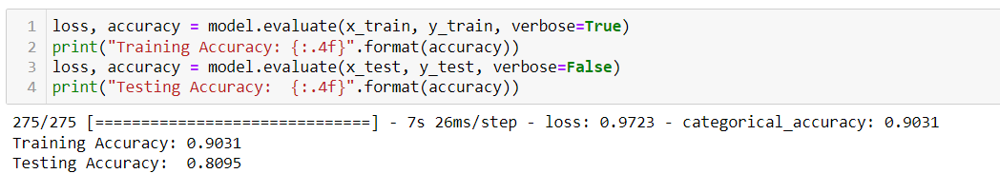 1 loss, accuracy = model.evaluate(x_train, y_train, verbose=True)
2 print("Training Accuracy: {:.4f}".format(accuracy))
3 loss, accuracy = model.evaluate(x_test, y_test, verbose=False)
4 print("Testing Accuracy:  {:.4f}".format(accuracy))
275/275 [==============================] - 7s 26ms/step - loss: 0.9723 - categorical_accuracy: 0.9031
Training Accuracy: 0.9031
Testing Accuracy:  0.8095